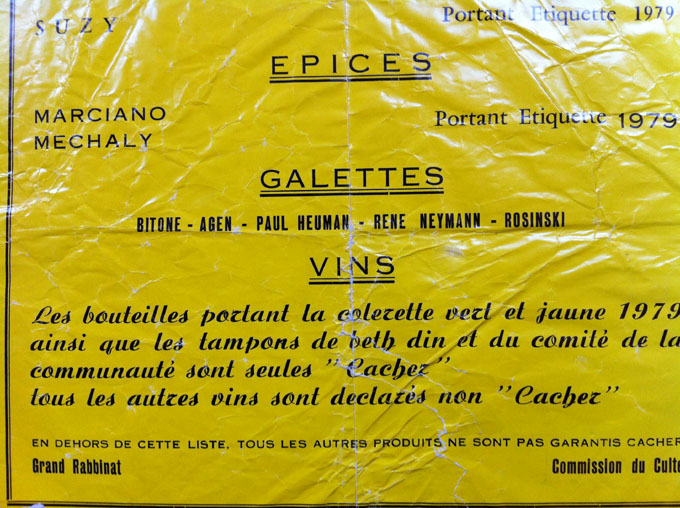 SUZY Portant Etiquette 1979
EPICES
MARCIANO Portant Etiquette 1979
MECHALY
GALETTES
BITONE - AGEN - PAUL HEUMAN - RENE NEYMANN - ROSINSKI
VINS
Les bouteilles portant la colerette vert et jaune 1979
ainsi que les tampons de beth din et du comité de la
communauté sont seules "Cacher"
tous les autres vins sont declarés non "Cacher"
EN DEHORS DE CETTE LISTE, TOUS LES AUTRES PRODUITS NE SONT PAS GARANTIS CACHER
Grand Rabbinat Commission du Culte